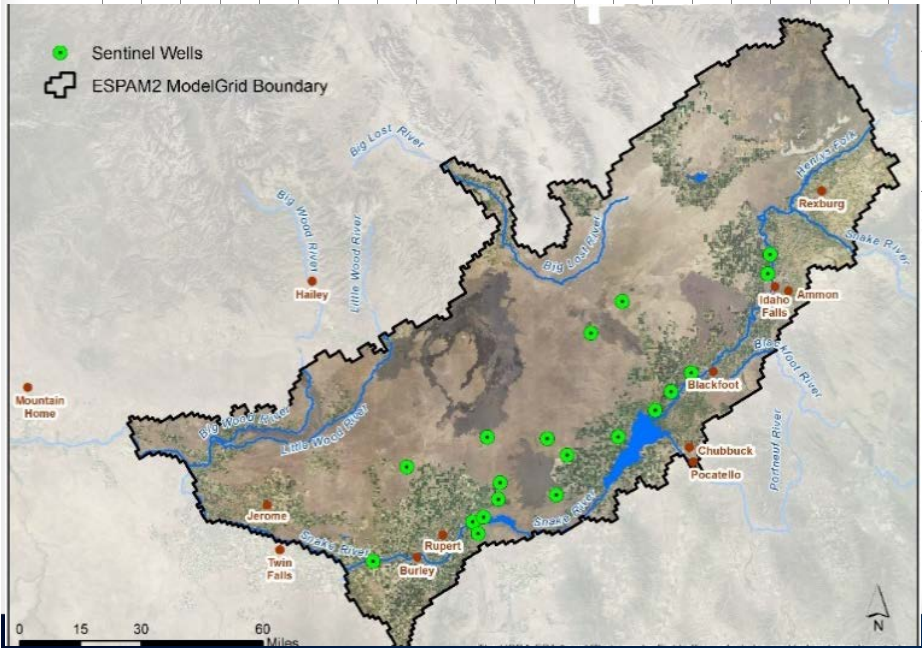 Sentinel Wells
ESPAM2 ModelGrid Boundary
Big Lost River
Henrys Fork
Big Wood River
Little Wood River
Rexburg
Snake River
Big Lost River
Hailey
Idaho
Falls
Ammon
Blackfoot River
Blackfoot
Mountain
Home
Big Wood River
Little Wood River
Portneuf River
Chubbuck
Pocatello
Jerome
Snake River
Snake River
Rupert
Twin
Falls
Burley
0 15 30 60
Miles
N